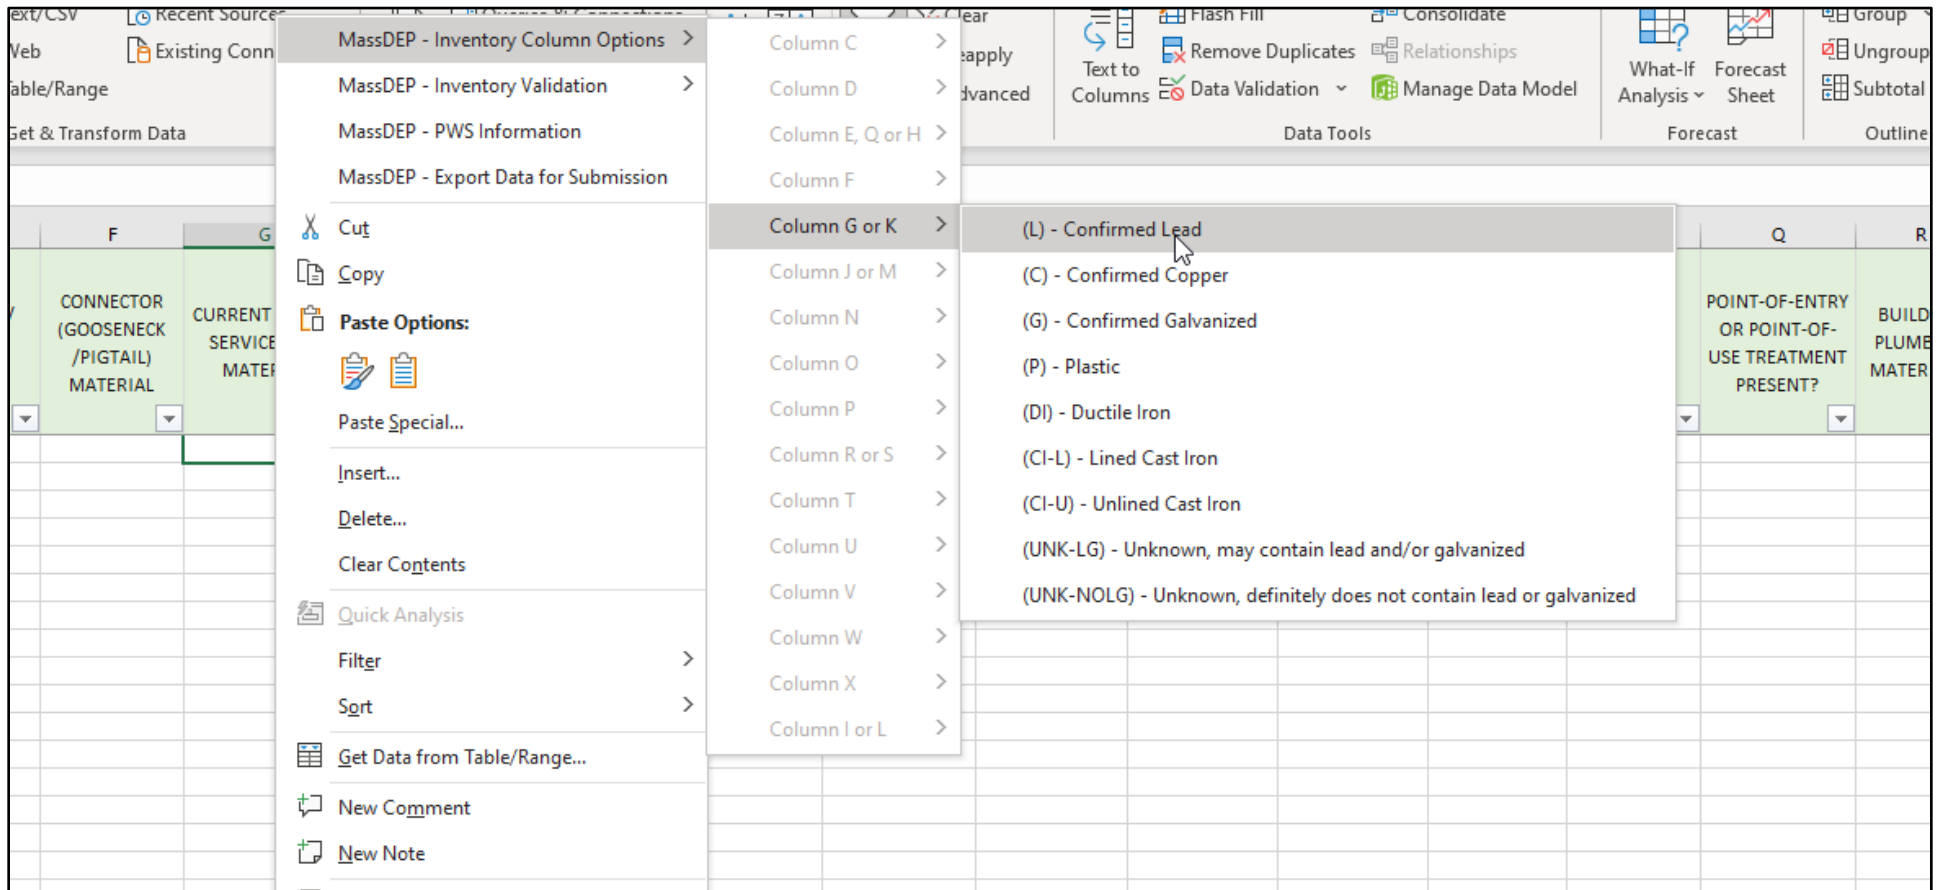 Recent Sources
Existing Conn
Table/Range
Get & Transform Data
Clear
Reapply
Advanced
Text to
Columns
Flash Fill
Remove Duplicates
Data Validation
Consolidate
Relationships
Manage Data Model
Data Tools
What-If
Analysis
Forecast
Sheet
Forecast
Group
Ungroup
Subtotal
Outline
MassDEP - Inventory Column Options
MassDEP - Inventory Validation
MassDEP - PWS Information
MassDEP - Export Data for Submission
Cut
Copy
Paste Options:
Paste Special...
Insert...
Delete...
Clear Contents
Quick Analysis
Filter
Sort
Get Data from Table/Range...
New Comment
New Note
Column C
Column D
Column E, Q or H
Column F
Column G or K
Column J or M
Column N
Column O
Column P
Column R or S
Column T
Column U
Column V
Column W
Column X
Column I or L
(L) - Confirmed Lead
(C) - Confirmed Copper
(G) - Confirmed Galvanized
(P) - Plastic
(DI) - Ductile Iron
(CI-L) - Lined Cast Iron
(CI-U) - Unlined Cast Iron
(UNK-LG) - Unknown, may contain lead and/or galvanized
(UNK-NOLG) - Unknown, definitely does not contain lead or galvanized
F
G
Q
R
CONNECTOR
(GOOSENECK
/PIGTAIL)
MATERIAL
CURRENT
SERVICE
MATER
POINT-OF-ENTRY
OR POINT-OF-
USE TREATMENT
PRESENT?
BUILD
PLUMB
MATER